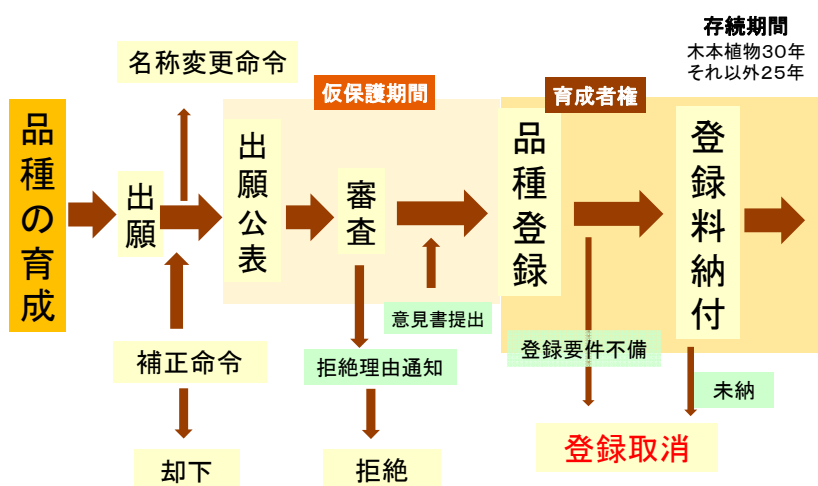 存続期間
木本植物30年
それ以外25年
名称変更命令
仮保護期間
育成者権
品種の育成
出願
出願公表
審査
品種登録
登録料納付
意見書提出
補正命令
拒絶理由通知
登録要件不備
未納
却下
拒絶
登録取消